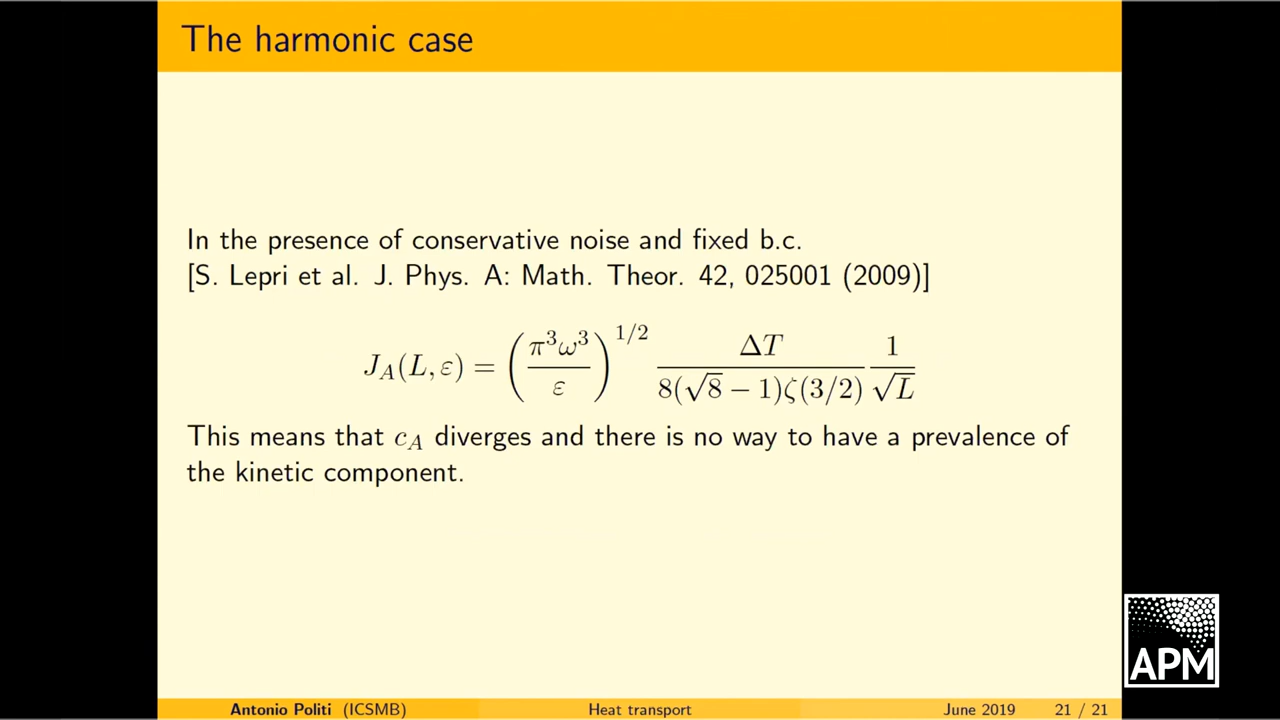 The harmonic case
In the presence of conservative noise and fixed b.c.
[S. Lepri et al. J. Phys. A: Math. Theor. 42, 025001 (2009)]
J_A(L, ε) = (π³ω³/ε)^{1/2} ΔT/(8(√8 − 1)ζ(3/2)) 1/√L
This means that c_A diverges and there is no way to have a prevalence of
the kinetic component.
APM
Antonio Politi (ICSMB) Heat transport June 2019 21 / 21